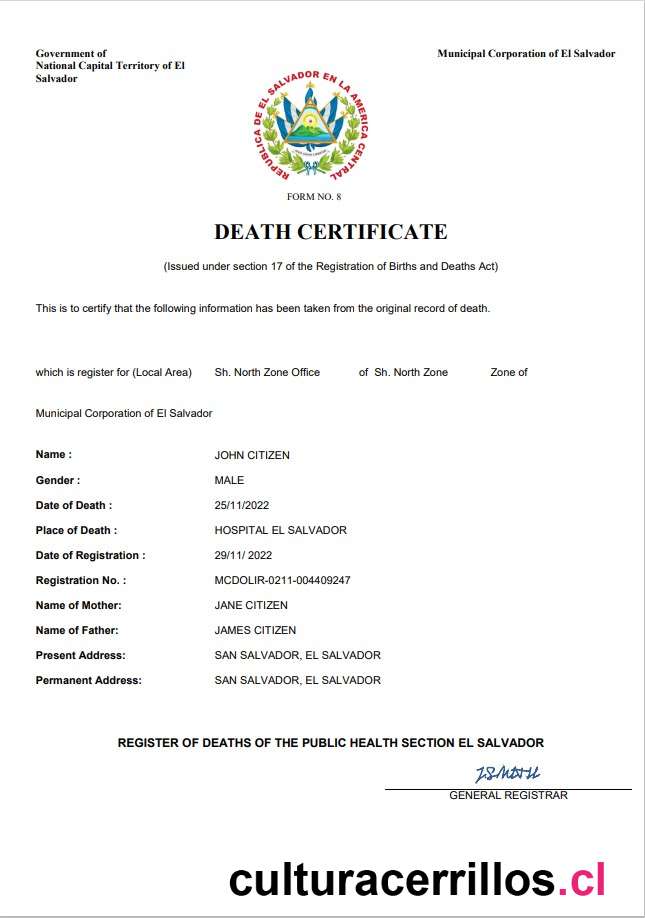 Government of
National Capital Territory of El
Salvador
Municipal Corporation of El Salvador
REPUBLICA DE EL SALVADOR EN LA AMERICA CENTRAL
FORM NO. 8
DEATH CERTIFICATE
(Issued under section 17 of the Registration of Births and Deaths Act)
This is to certify that the following information has been taken from the original record of death.
which is register for (Local Area) Sh. North Zone Office of Sh. North Zone Zone of
Municipal Corporation of El Salvador
Name : JOHN CITIZEN
Gender : MALE
Date of Death : 25/11/2022
Place of Death : HOSPITAL EL SALVADOR
Date of Registration : 29/11/ 2022
Registration No. : MCDOLIR-0211-004409247
Name of Mother: JANE CITIZEN
Name of Father: JAMES CITIZEN
Present Address: SAN SALVADOR, EL SALVADOR
Permanent Address: SAN SALVADOR, EL SALVADOR
REGISTER OF DEATHS OF THE PUBLIC HEALTH SECTION EL SALVADOR
GENERAL REGISTRAR
culturacerrillos.cl